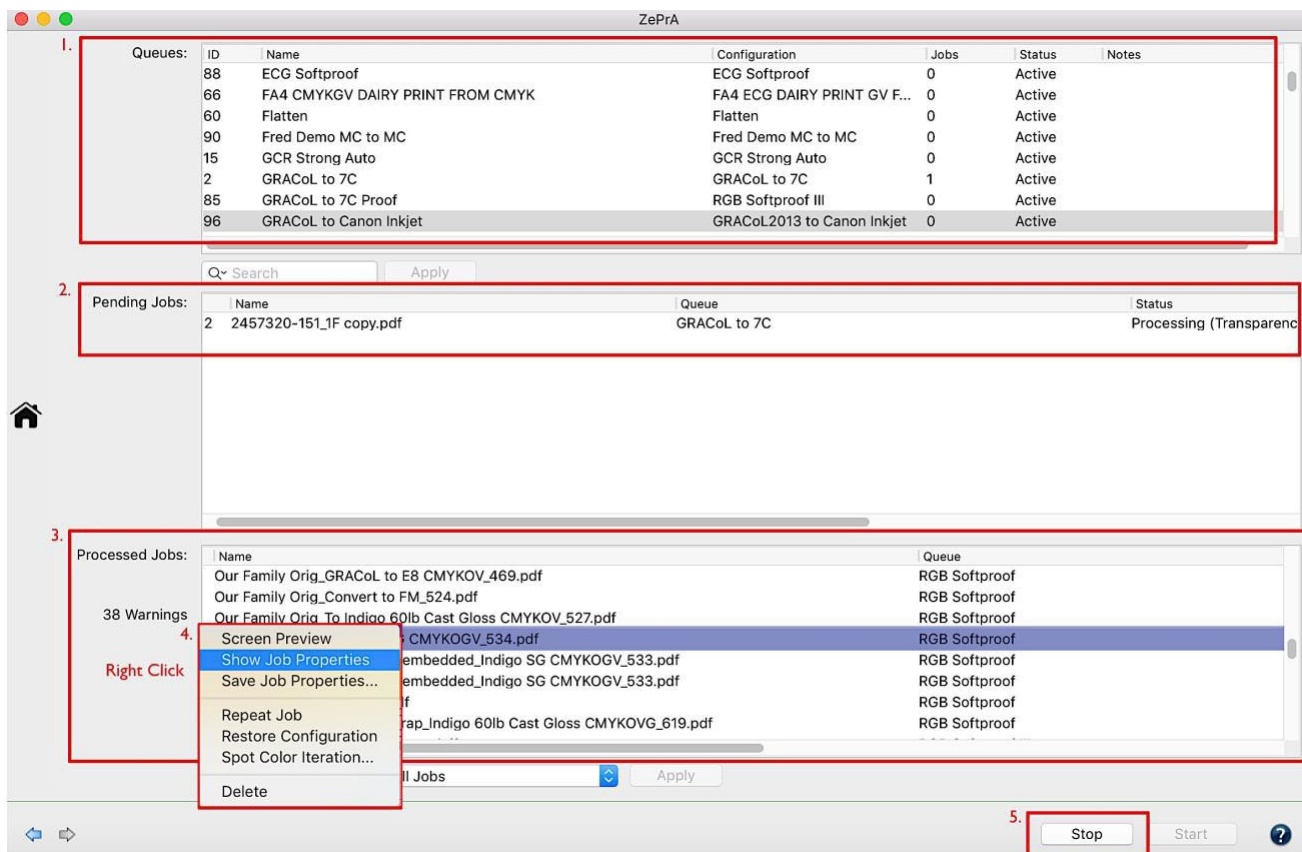 ZePrA
1.
Queues: ID Name Configuration Jobs Status Notes
88 ECG Softproof ECG Softproof 0 Active
66 FA4 CMYKGV DAIRY PRINT FROM CMYK FA4 ECG DAIRY PRINT GV F... 0 Active
60 Flatten Flatten 0 Active
90 Fred Demo MC to MC Fred Demo MC to MC 0 Active
15 GCR Strong Auto GCR Strong Auto 0 Active
2 GRACoL to 7C GRACoL to 7C 1 Active
85 GRACoL to 7C Proof RGB Softproof III 0 Active
96 GRACoL to Canon Inkjet GRACoL2013 to Canon Inkjet 0 Active
Search Apply
2.
Pending Jobs: Name Queue Status
2 2457320-151_1F copy.pdf GRACoL to 7C Processing (Transparenc
3.
Processed Jobs: Name Queue
Our Family Orig_GRACoL to E8 CMYKOV_469.pdf RGB Softproof
Our Family Orig_Convert to FM_524.pdf RGB Softproof
38 Warnings Our Family Orig_To Indigo 60lb Cast Gloss CMYKOV_527.pdf RGB Softproof
4. Screen Preview CMYKOGV_534.pdf RGB Softproof
Right Click Show Job Properties embedded_Indigo SG CMYKOGV_533.pdf RGB Softproof
Save Job Properties... embedded_Indigo SG CMYKOGV_533.pdf RGB Softproof
f RGB Softproof
Repeat Job rap_Indigo 60lb Cast Gloss CMYKOVG_619.pdf RGB Softproof
Restore Configuration
Spot Color Iteration...
ll Jobs Apply
Delete
5. Stop Start ?